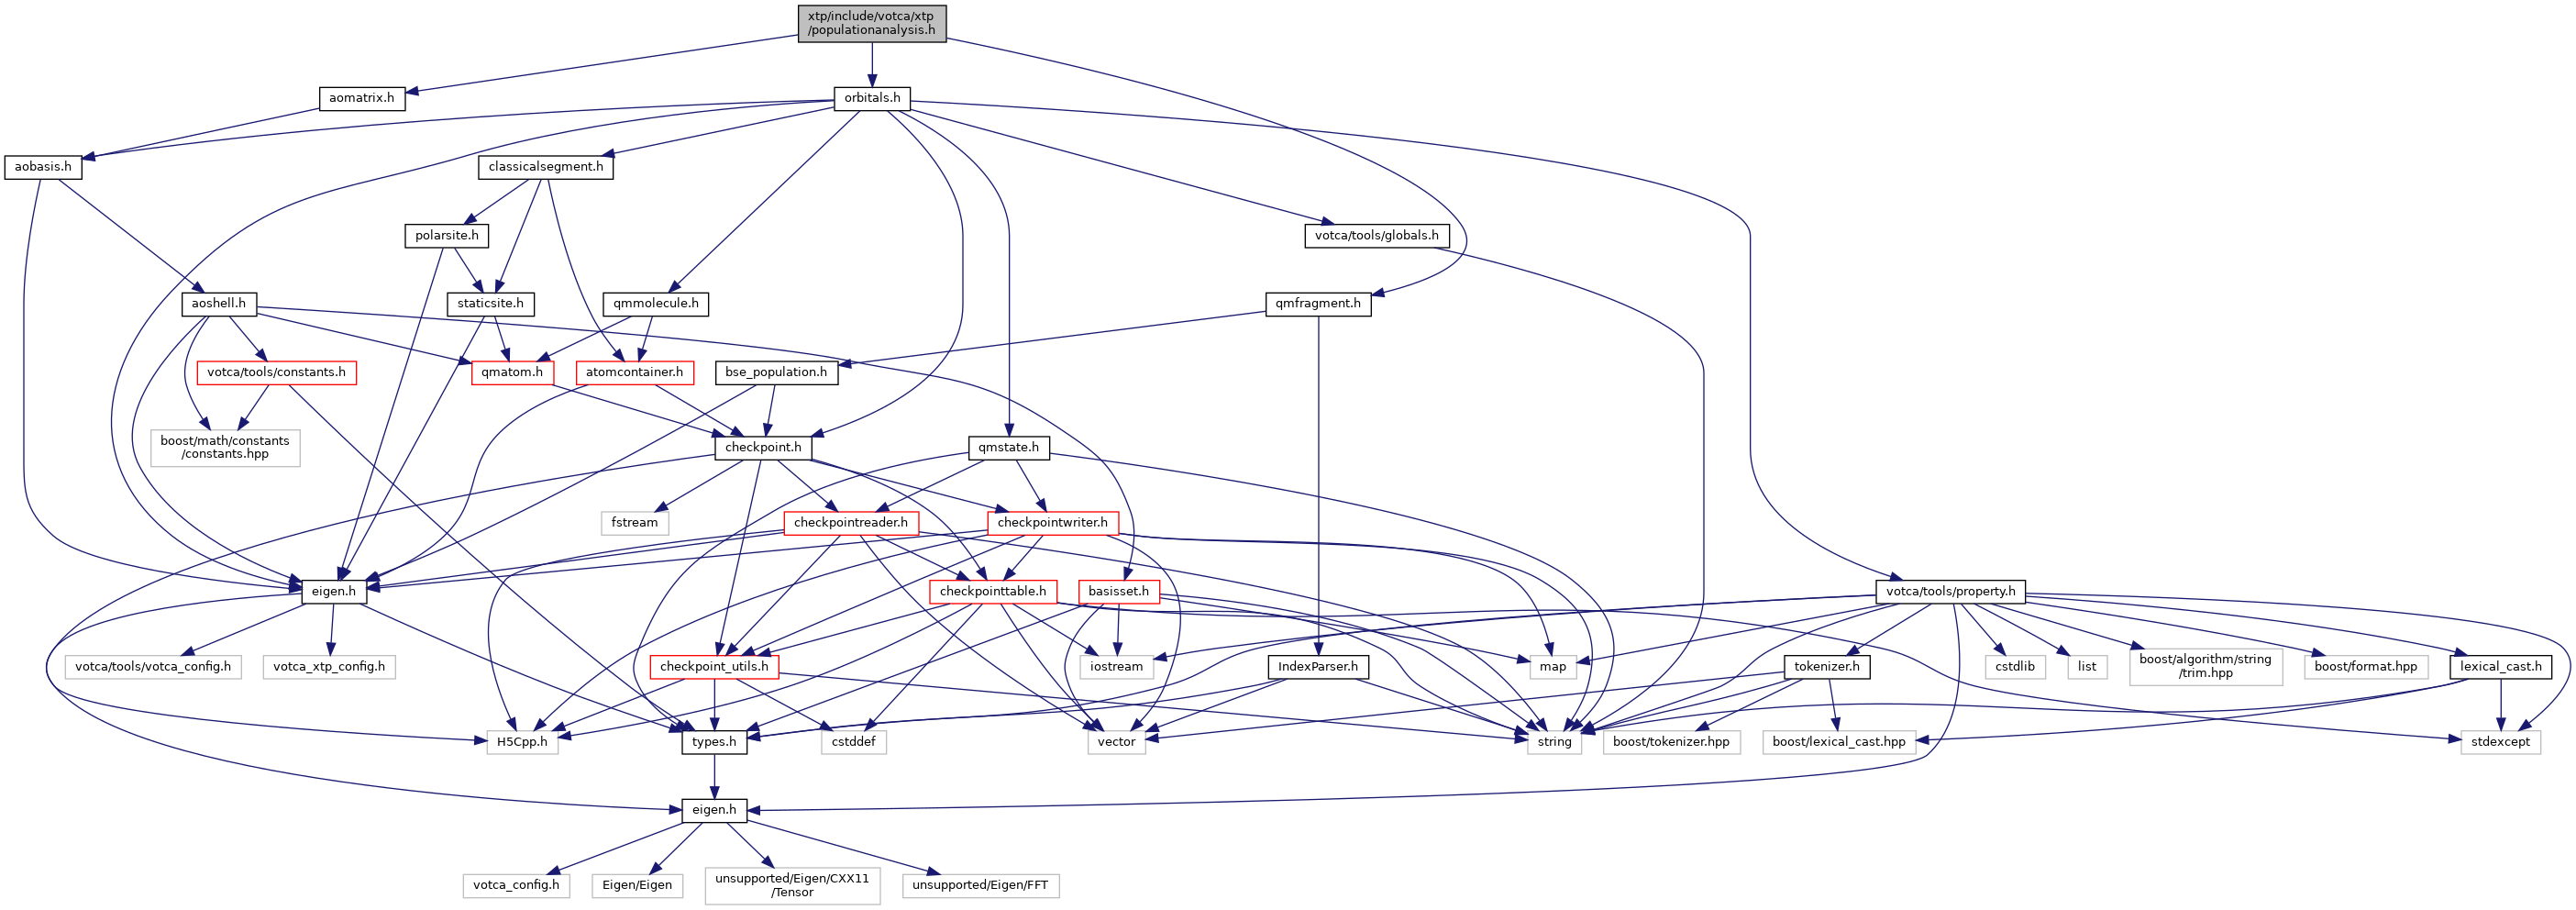 xtp/include/votca/xtp
/populationanalysis.h
aomatrix.h
orbitals.h
aobasis.h
classicalsegment.h
polarsite.h
votca/tools/globals.h
aoshell.h
staticsite.h
qmmolecule.h
qmfragment.h
votca/tools/constants.h
qmatom.h
atomcontainer.h
bse_population.h
boost/math/constants
/constants.hpp
checkpoint.h
qmstate.h
fstream
checkpointreader.h
checkpointwriter.h
eigen.h
checkpointtable.h
basisset.h
votca/tools/property.h
votca/tools/votca_config.h
votca_xtp_config.h
checkpoint_utils.h
iostream
IndexParser.h
map
tokenizer.h
cstdlib
list
boost/algorithm/string
/trim.hpp
boost/format.hpp
lexical_cast.h
H5Cpp.h
types.h
cstddef
vector
string
boost/tokenizer.hpp
boost/lexical_cast.hpp
stdexcept
eigen.h
votca_config.h
Eigen/Eigen
unsupported/Eigen/CXX11
/Tensor
unsupported/Eigen/FFT